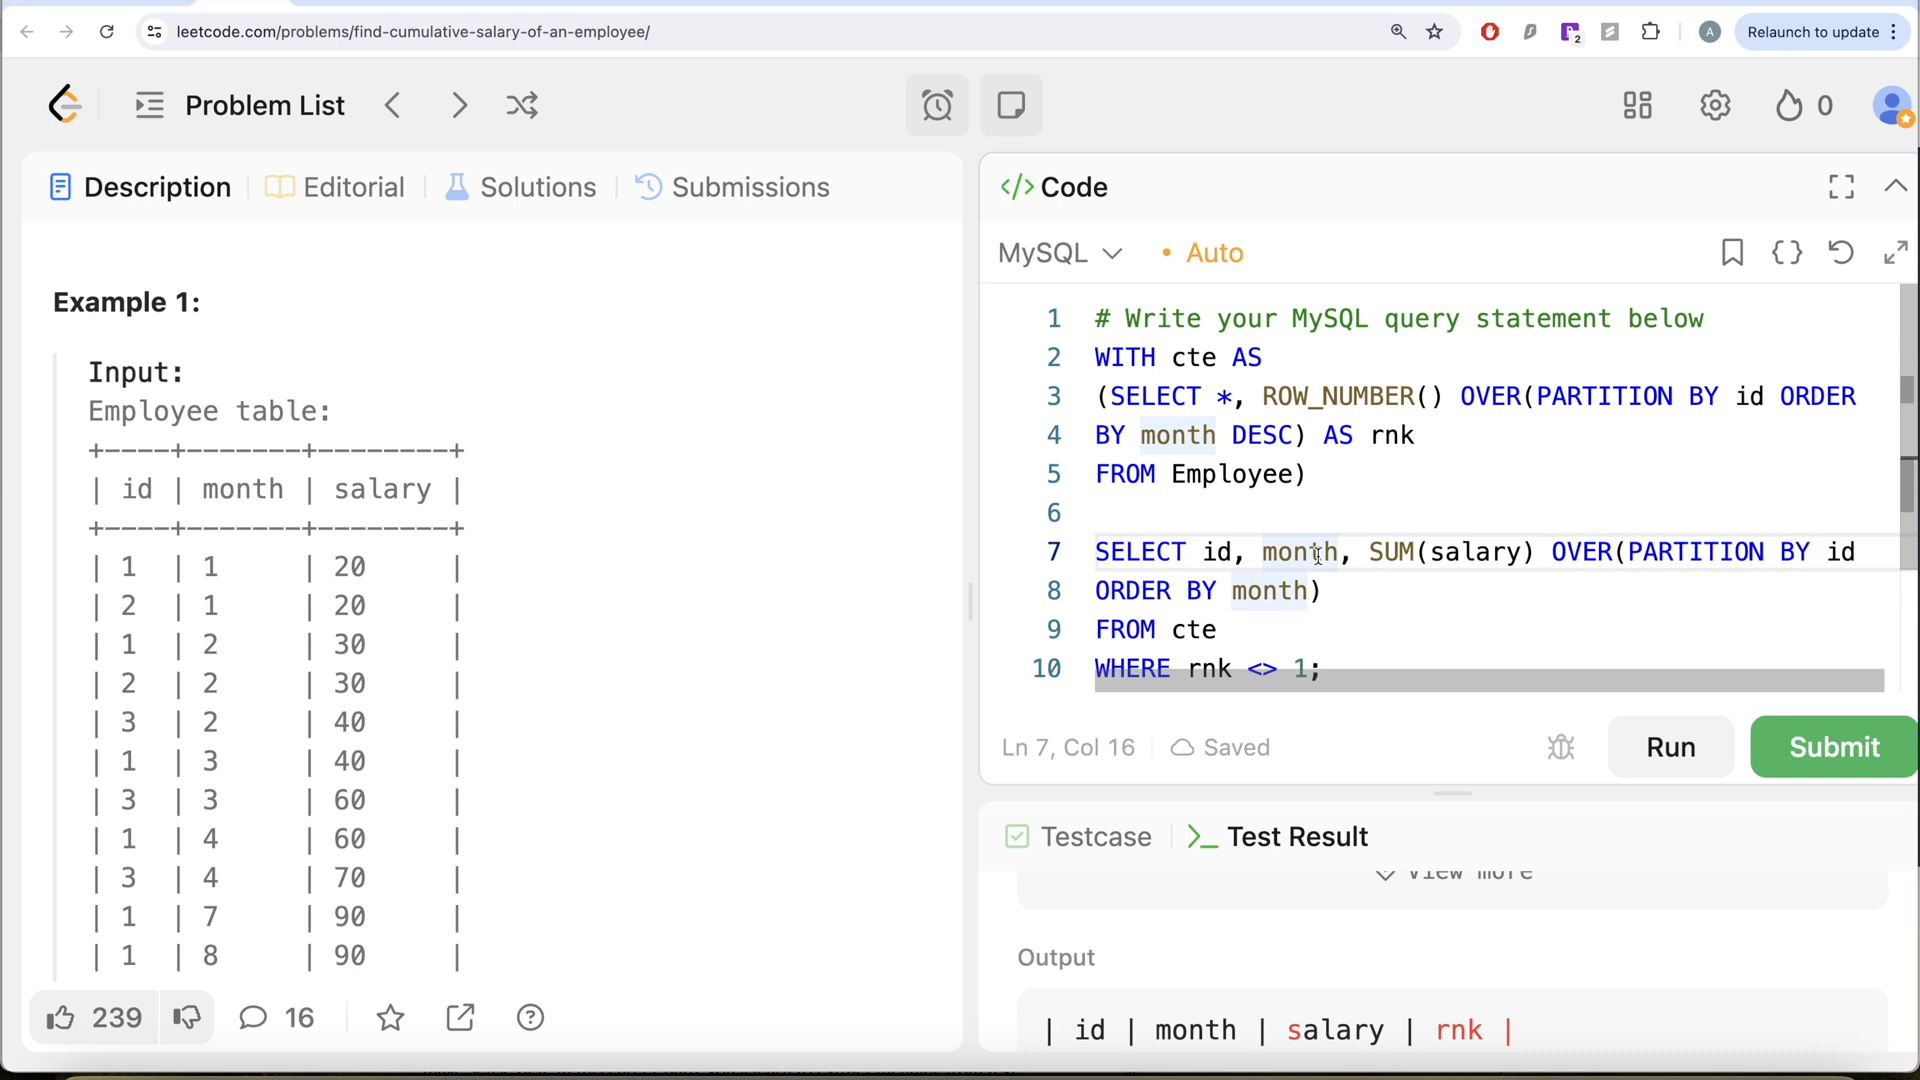 leetcode.com/problems/find-cumulative-salary-of-an-employee/
2
A
Relaunch to update
Problem List
0
Description
Editorial
Solutions
Submissions
Example 1:
Input:
Employee table:
+----+-------+--------+
| id | month | salary |
+----+-------+--------+
| 1 | 1 | 20 |
| 2 | 1 | 20 |
| 1 | 2 | 30 |
| 2 | 2 | 30 |
| 3 | 2 | 40 |
| 1 | 3 | 40 |
| 3 | 3 | 60 |
| 1 | 4 | 60 |
| 3 | 4 | 70 |
| 1 | 7 | 90 |
| 1 | 8 | 90 |
239
16
</> Code
MySQL
• Auto
1 # Write your MySQL query statement below
2 WITH cte AS
3 (SELECT *, ROW_NUMBER() OVER(PARTITION BY id ORDER
4 BY month DESC) AS rnk
5 FROM Employee)
6
7 SELECT id, month, SUM(salary) OVER(PARTITION BY id
8 ORDER BY month)
9 FROM cte
10 WHERE rnk <> 1;
Ln 7, Col 16
Saved
Run
Submit
Testcase
>_ Test Result
View more
Output
| id | month | salary | rnk |